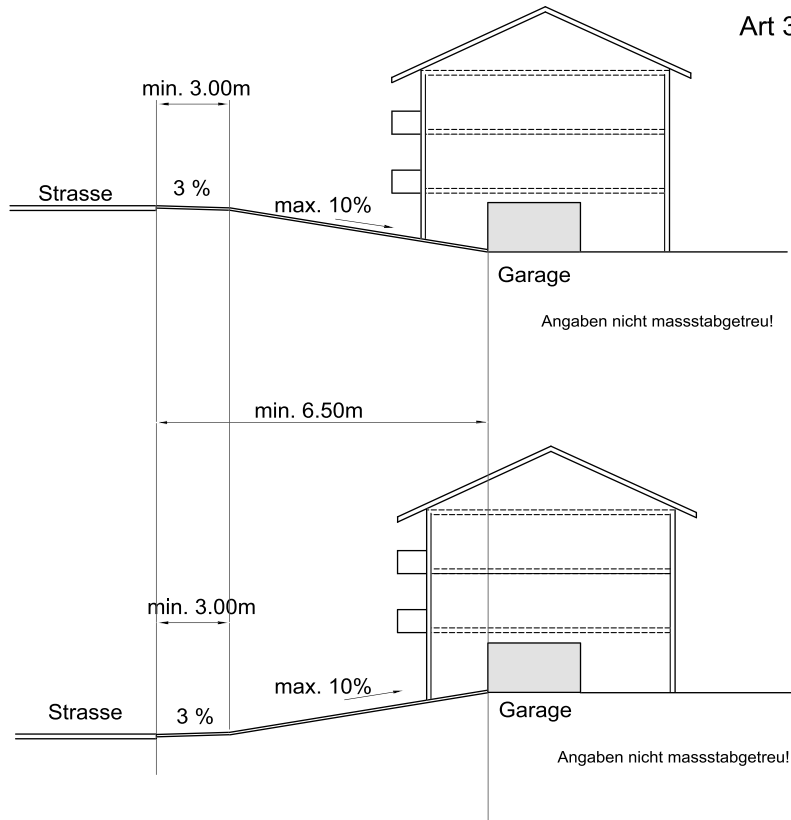 Art 3
min. 3.00m
3 %
Strasse
max. 10%
Garage
Angaben nicht massstabgetreu!
min. 6.50m
min. 3.00m
max. 10%
Strasse
3 %
Garage
Angaben nicht massstabgetreu!